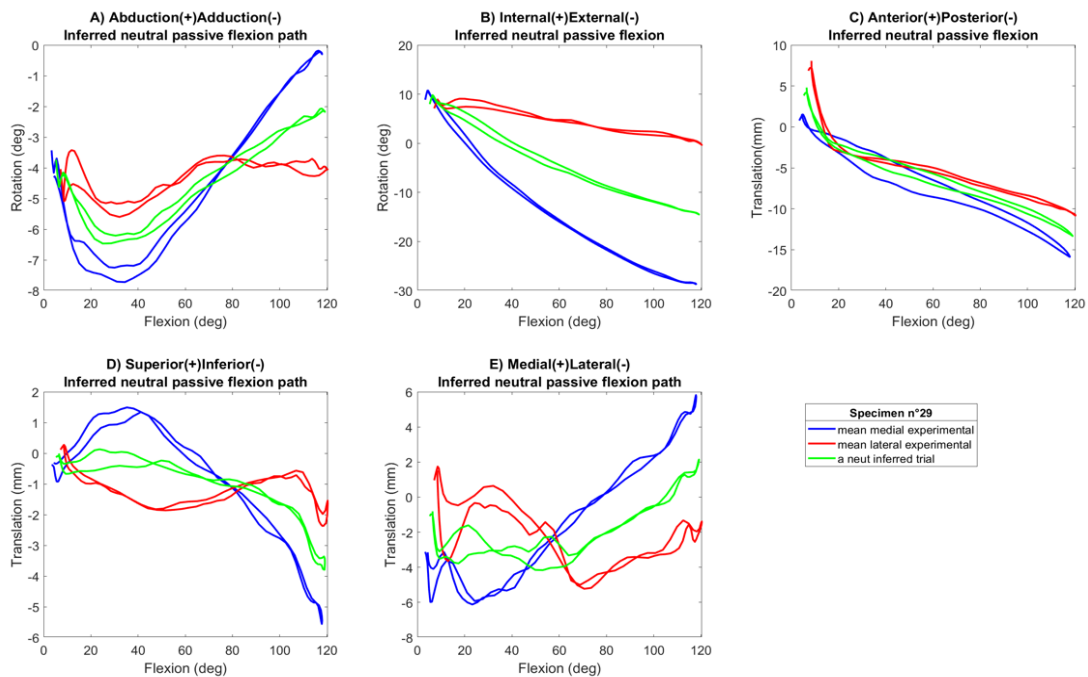 A) Abduction(+)Adduction(-)
Inferred neutral passive flexion path
0
-1
-2
-3
-4
-5
-6
-7
-8
Rotation (deg)
0 20 40 60 80 100 120
Flexion (deg)
B) Internal(+)External(-)
Inferred neutral passive flexion
20
10
0
-10
-20
-30
Rotation (deg)
0 20 40 60 80 100 120
Flexion (deg)
C) Anterior(+)Posterior(-)
Inferred neutral passive flexion
10
5
0
-5
-10
-15
-20
Translation(mm)
0 20 40 60 80 100 120
Flexion (deg)
D) Superior(+)Inferior(-)
Inferred neutral passive flexion path
2
1
0
-1
-2
-3
-4
-5
-6
Translation (mm)
0 20 40 60 80 100 120
Flexion (deg)
E) Medial(+)Lateral(-)
Inferred neutral passive flexion path
6
4
2
0
-2
-4
-6
-8
Translation (mm)
0 20 40 60 80 100 120
Flexion (deg)
Specimen n°29
mean medial experimental
mean lateral experimental
a neut inferred trial